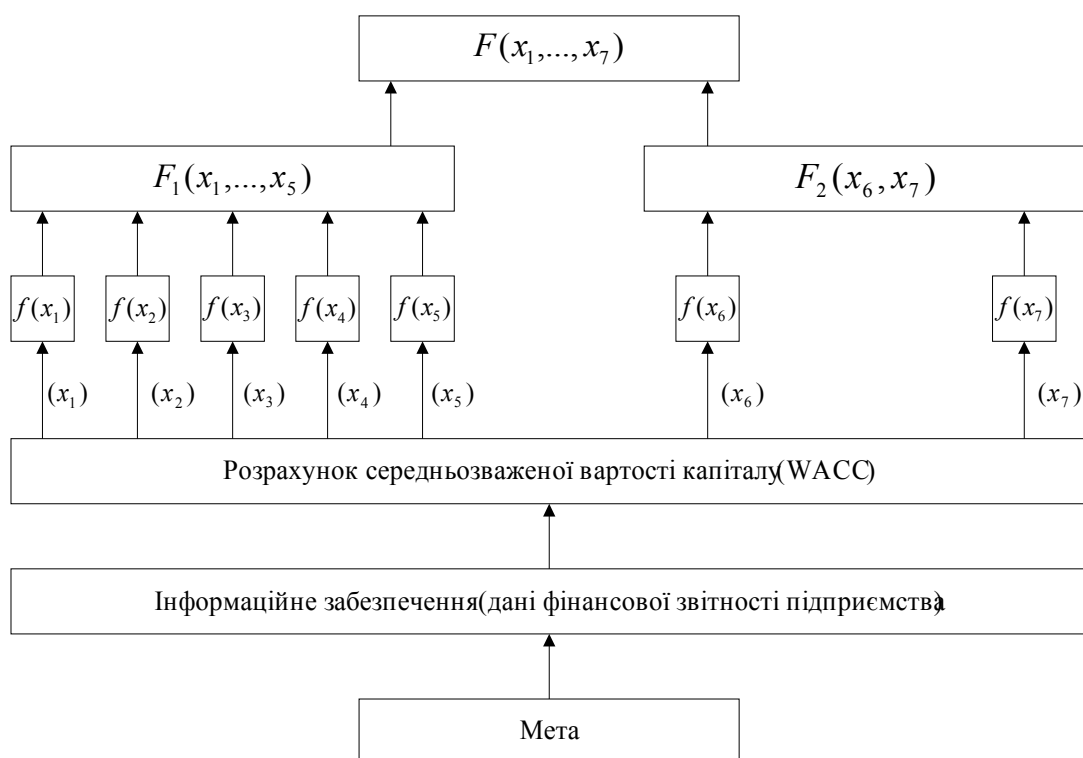 F(x₁,...,x₇)
F₁(x₁,...,x₅) F₂(x₆,x₇)
f(x₁) f(x₂) f(x₃) f(x₄) f(x₅) f(x₆) f(x₇)
(x₁) (x₂) (x₃) (x₄) (x₅) (x₆) (x₇)
Розрахунок середньозваженої вартості капіталу(WACC)
Інформаційне забезпечення(дані фінансової звітності підприємства)
Мета